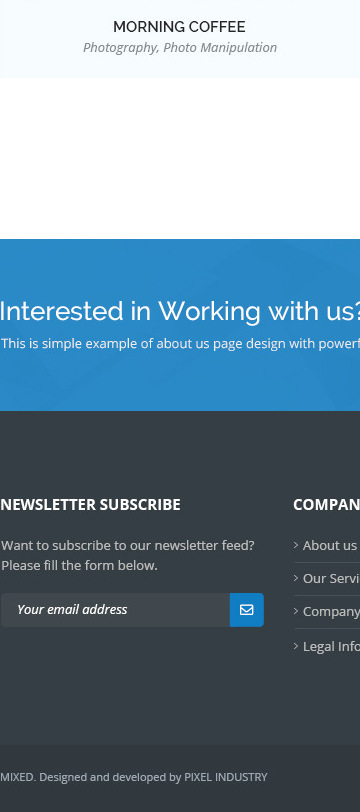 MORNING COFFEE
Photography, Photo Manipulation
Interested in Working with us?
This is simple example of about us page design with powerf
NEWSLETTER SUBSCRIBE
Want to subscribe to our newsletter feed?
Please fill the form below.
Your email address
COMPAN
About us
Our Servi
Company
Legal Info
MIXED. Designed and developed by PIXEL INDUSTRY